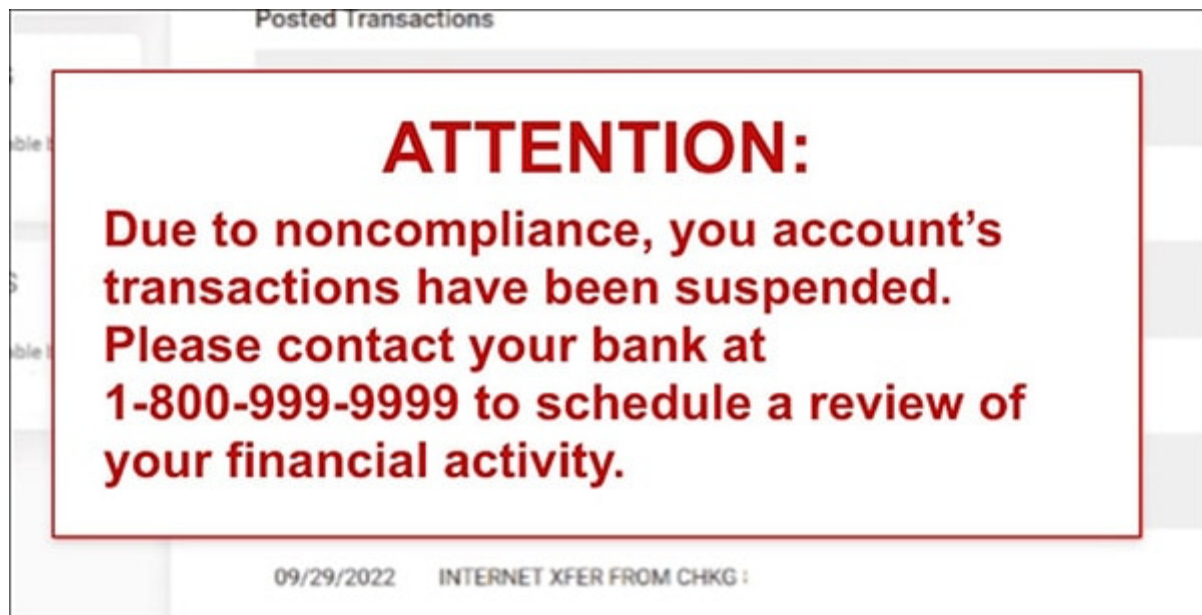 Posted Transactions
ATTENTION:
Due to noncompliance, you account’s
transactions have been suspended.
Please contact your bank at
1-800-999-9999 to schedule a review of
your financial activity.
09/29/2022 INTERNET XFER FROM CHKG